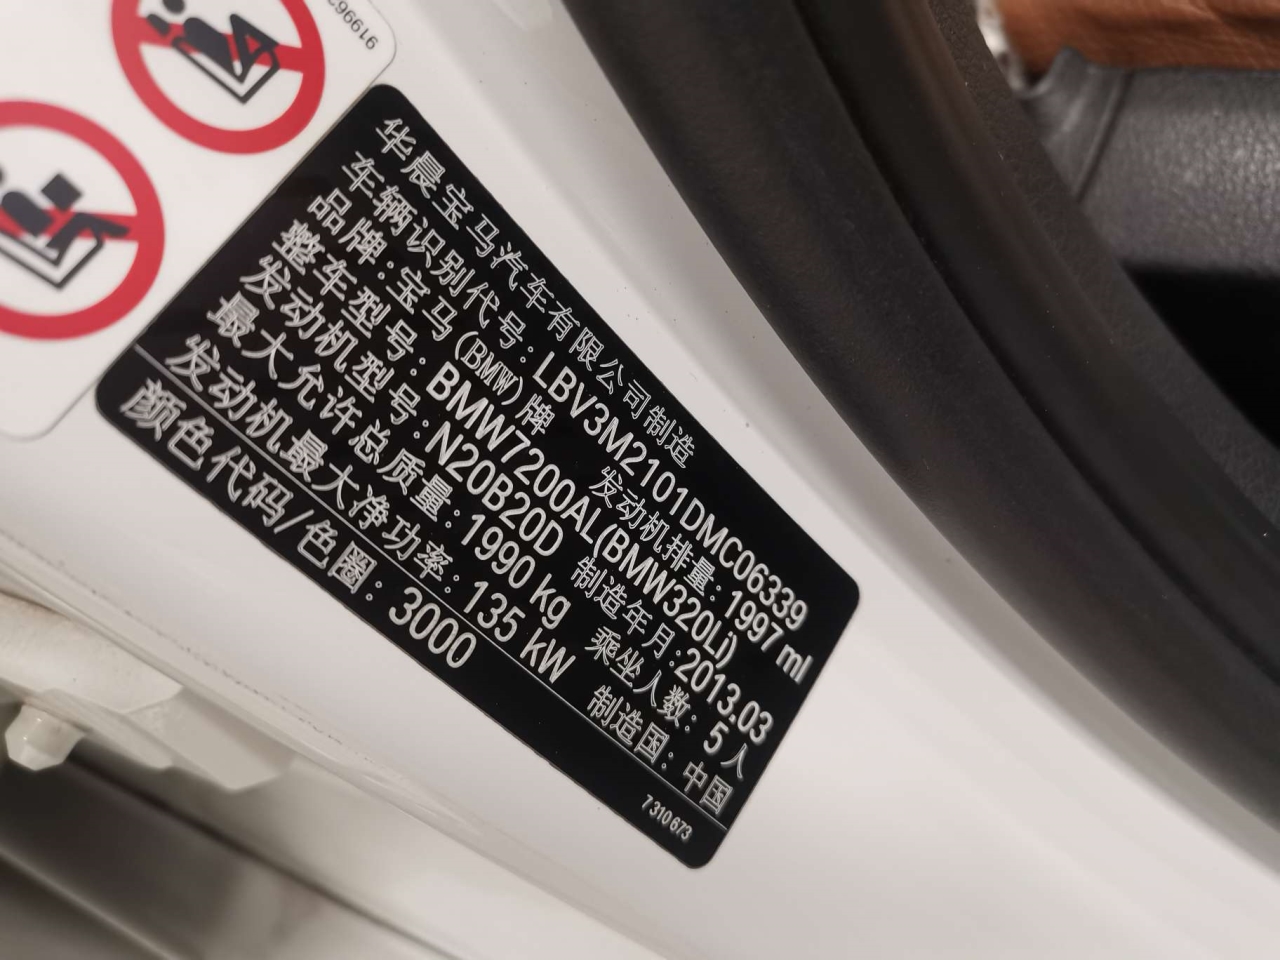 919963
华晨宝马汽车有限公司制造
车辆识别代号: LBV3M2101DMC06339
品牌:宝马(BMW)牌 发动机排量: 1997 ml
整车型号: BMW7200AL(BMW320Li)
发动机型号: N20B20D 制造年月:2013.03
最大允许总质量: 1990 kg 乘坐人数: 5 人
发动机最大净功率: 135 kW 制造国: 中国
颜色代码/色圈: 3000
7310673